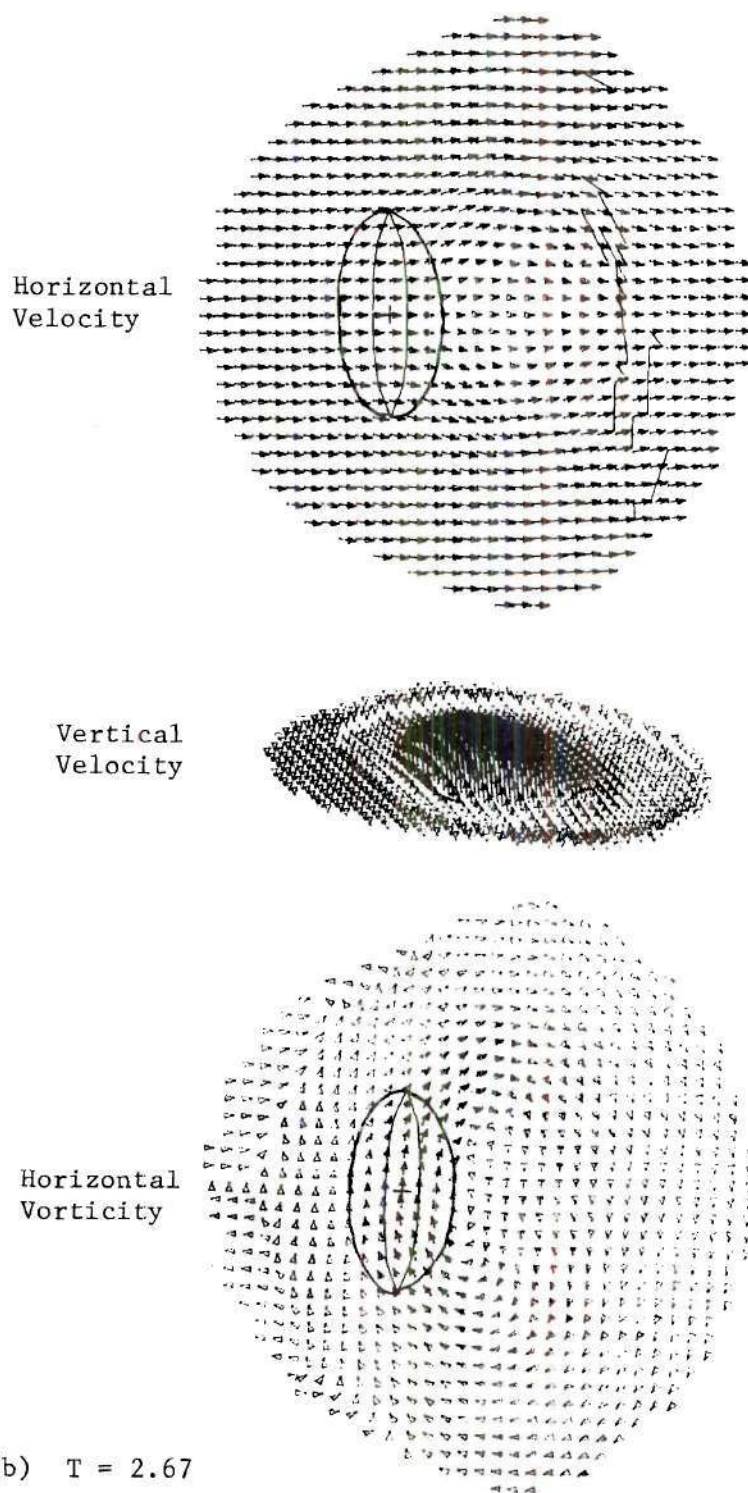 Horizontal
Velocity
Vertical
Velocity
Horizontal
Vorticity
b) T = 2.67